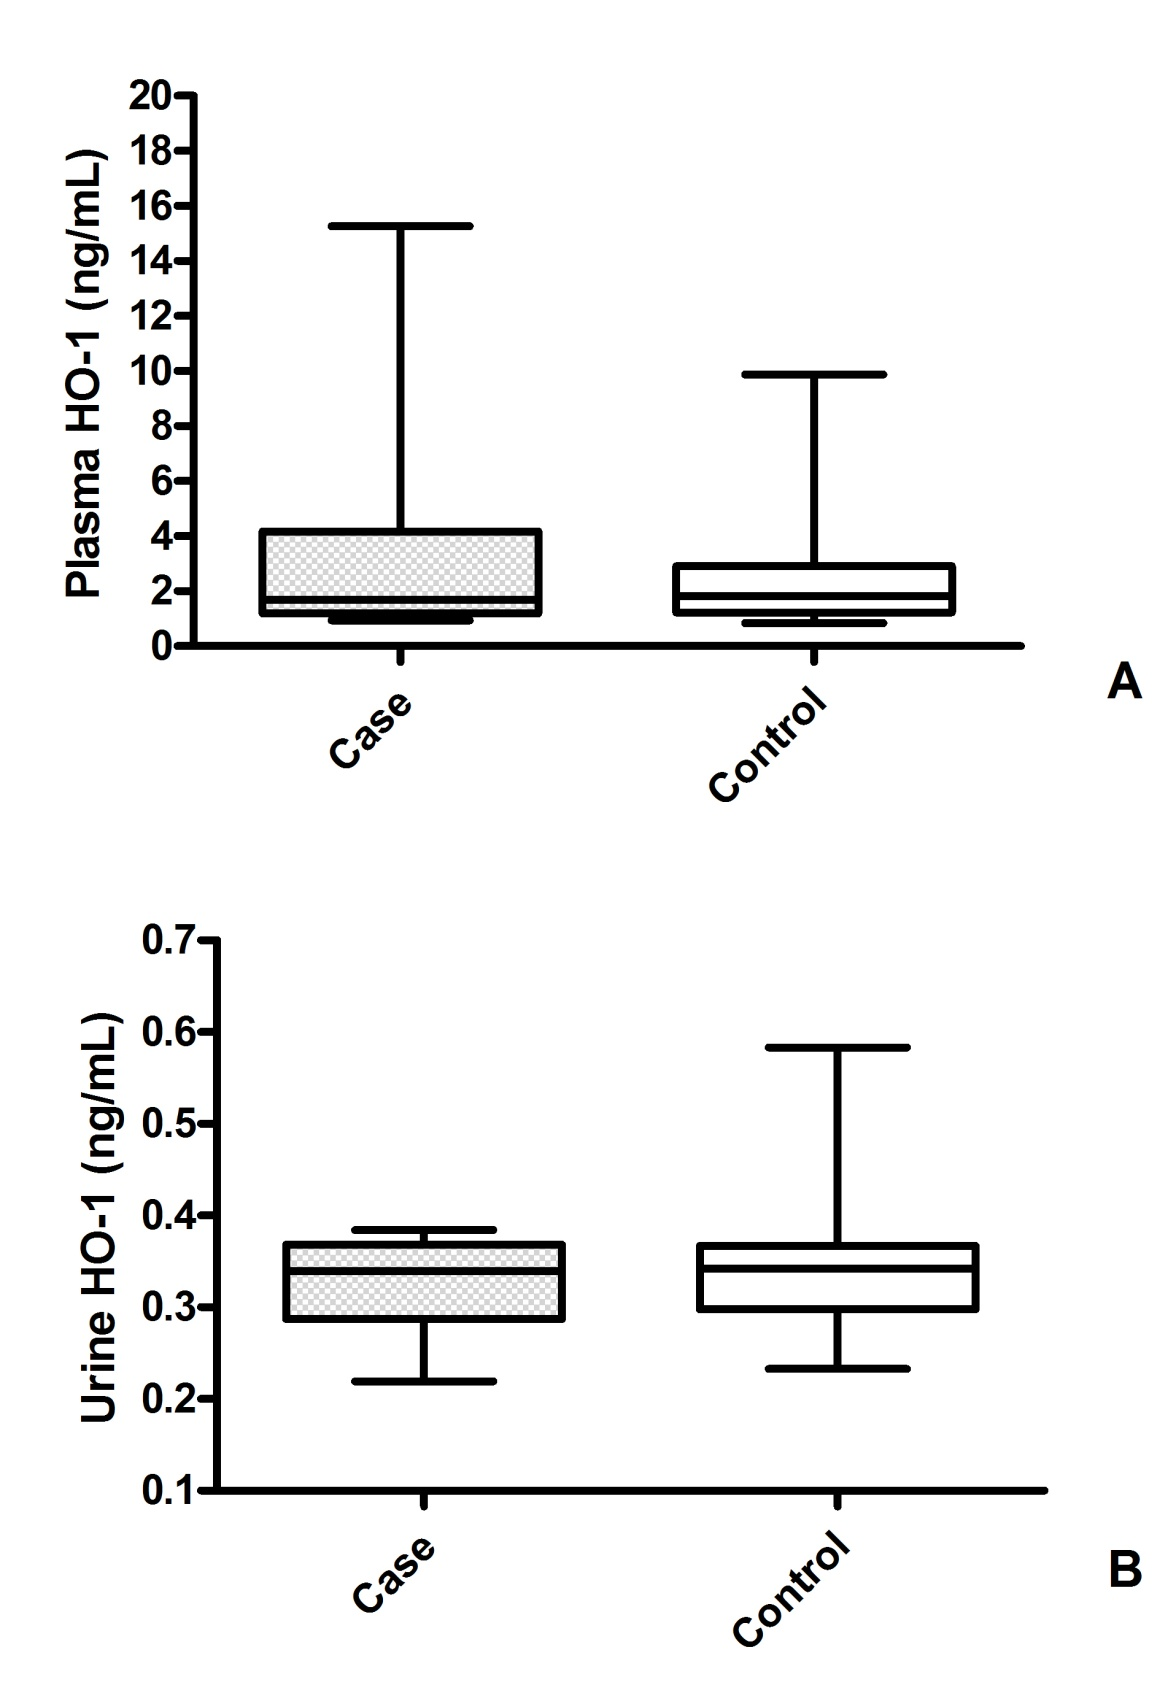 Plasma HO-1 (ng/mL)
20
18
16
14
12
10
8
6
4
2
0
Case
Control
A
Urine HO-1 (ng/mL)
0.7
0.6
0.5
0.4
0.3
0.2
0.1
Case
Control
B